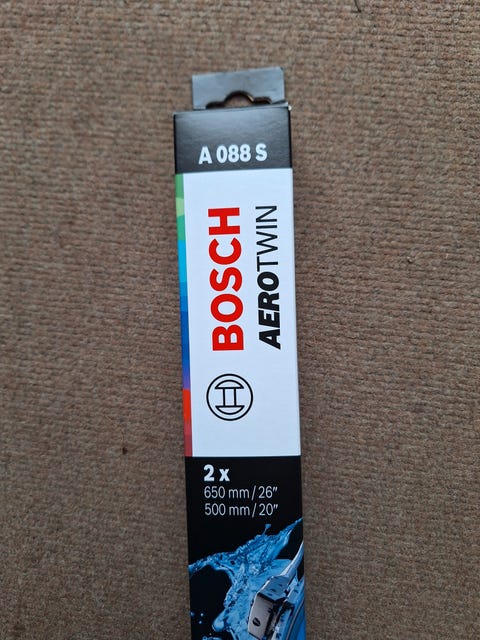 A 088 S
BOSCH
AEROTWIN
2 x
650 mm / 26"
500 mm / 20"